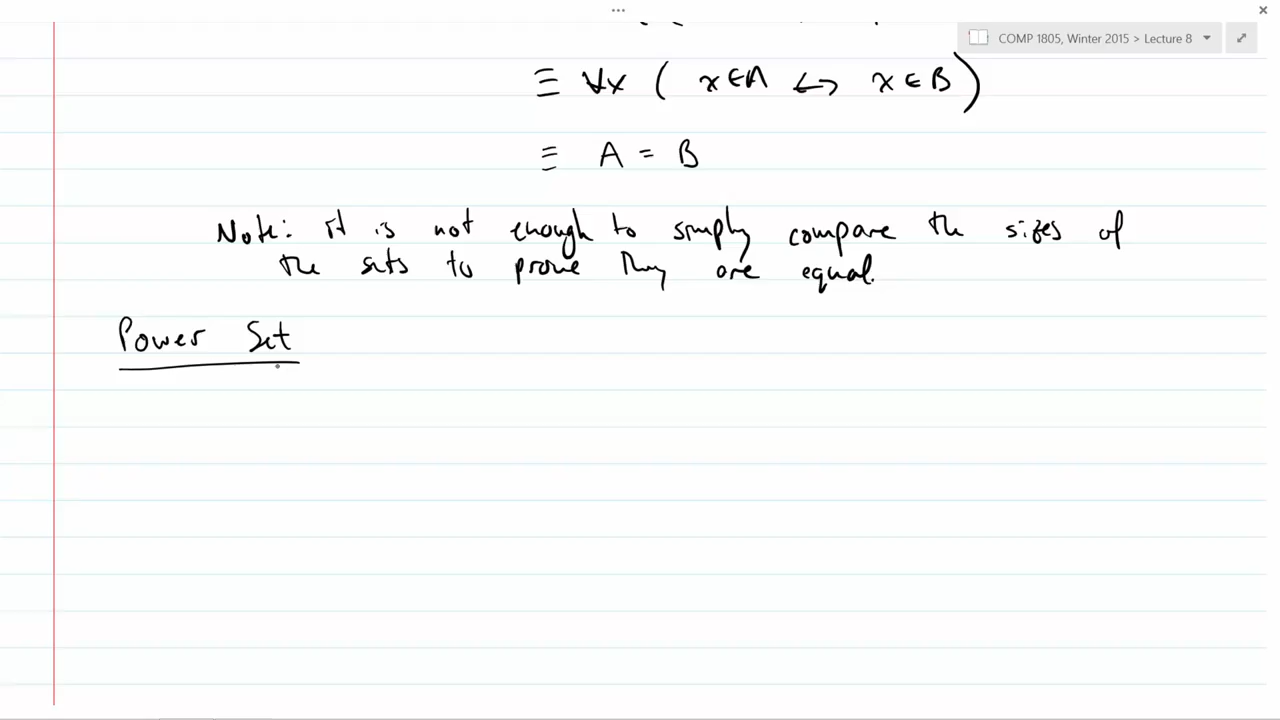 COMP 1805, Winter 2015 > Lecture 8
≡ ∀x ( x ∈ A ↔ x ∈ B )
≡ A = B
Note: it is not enough to simply compare the sizes of
the sets to prove they are equal.
Power Set